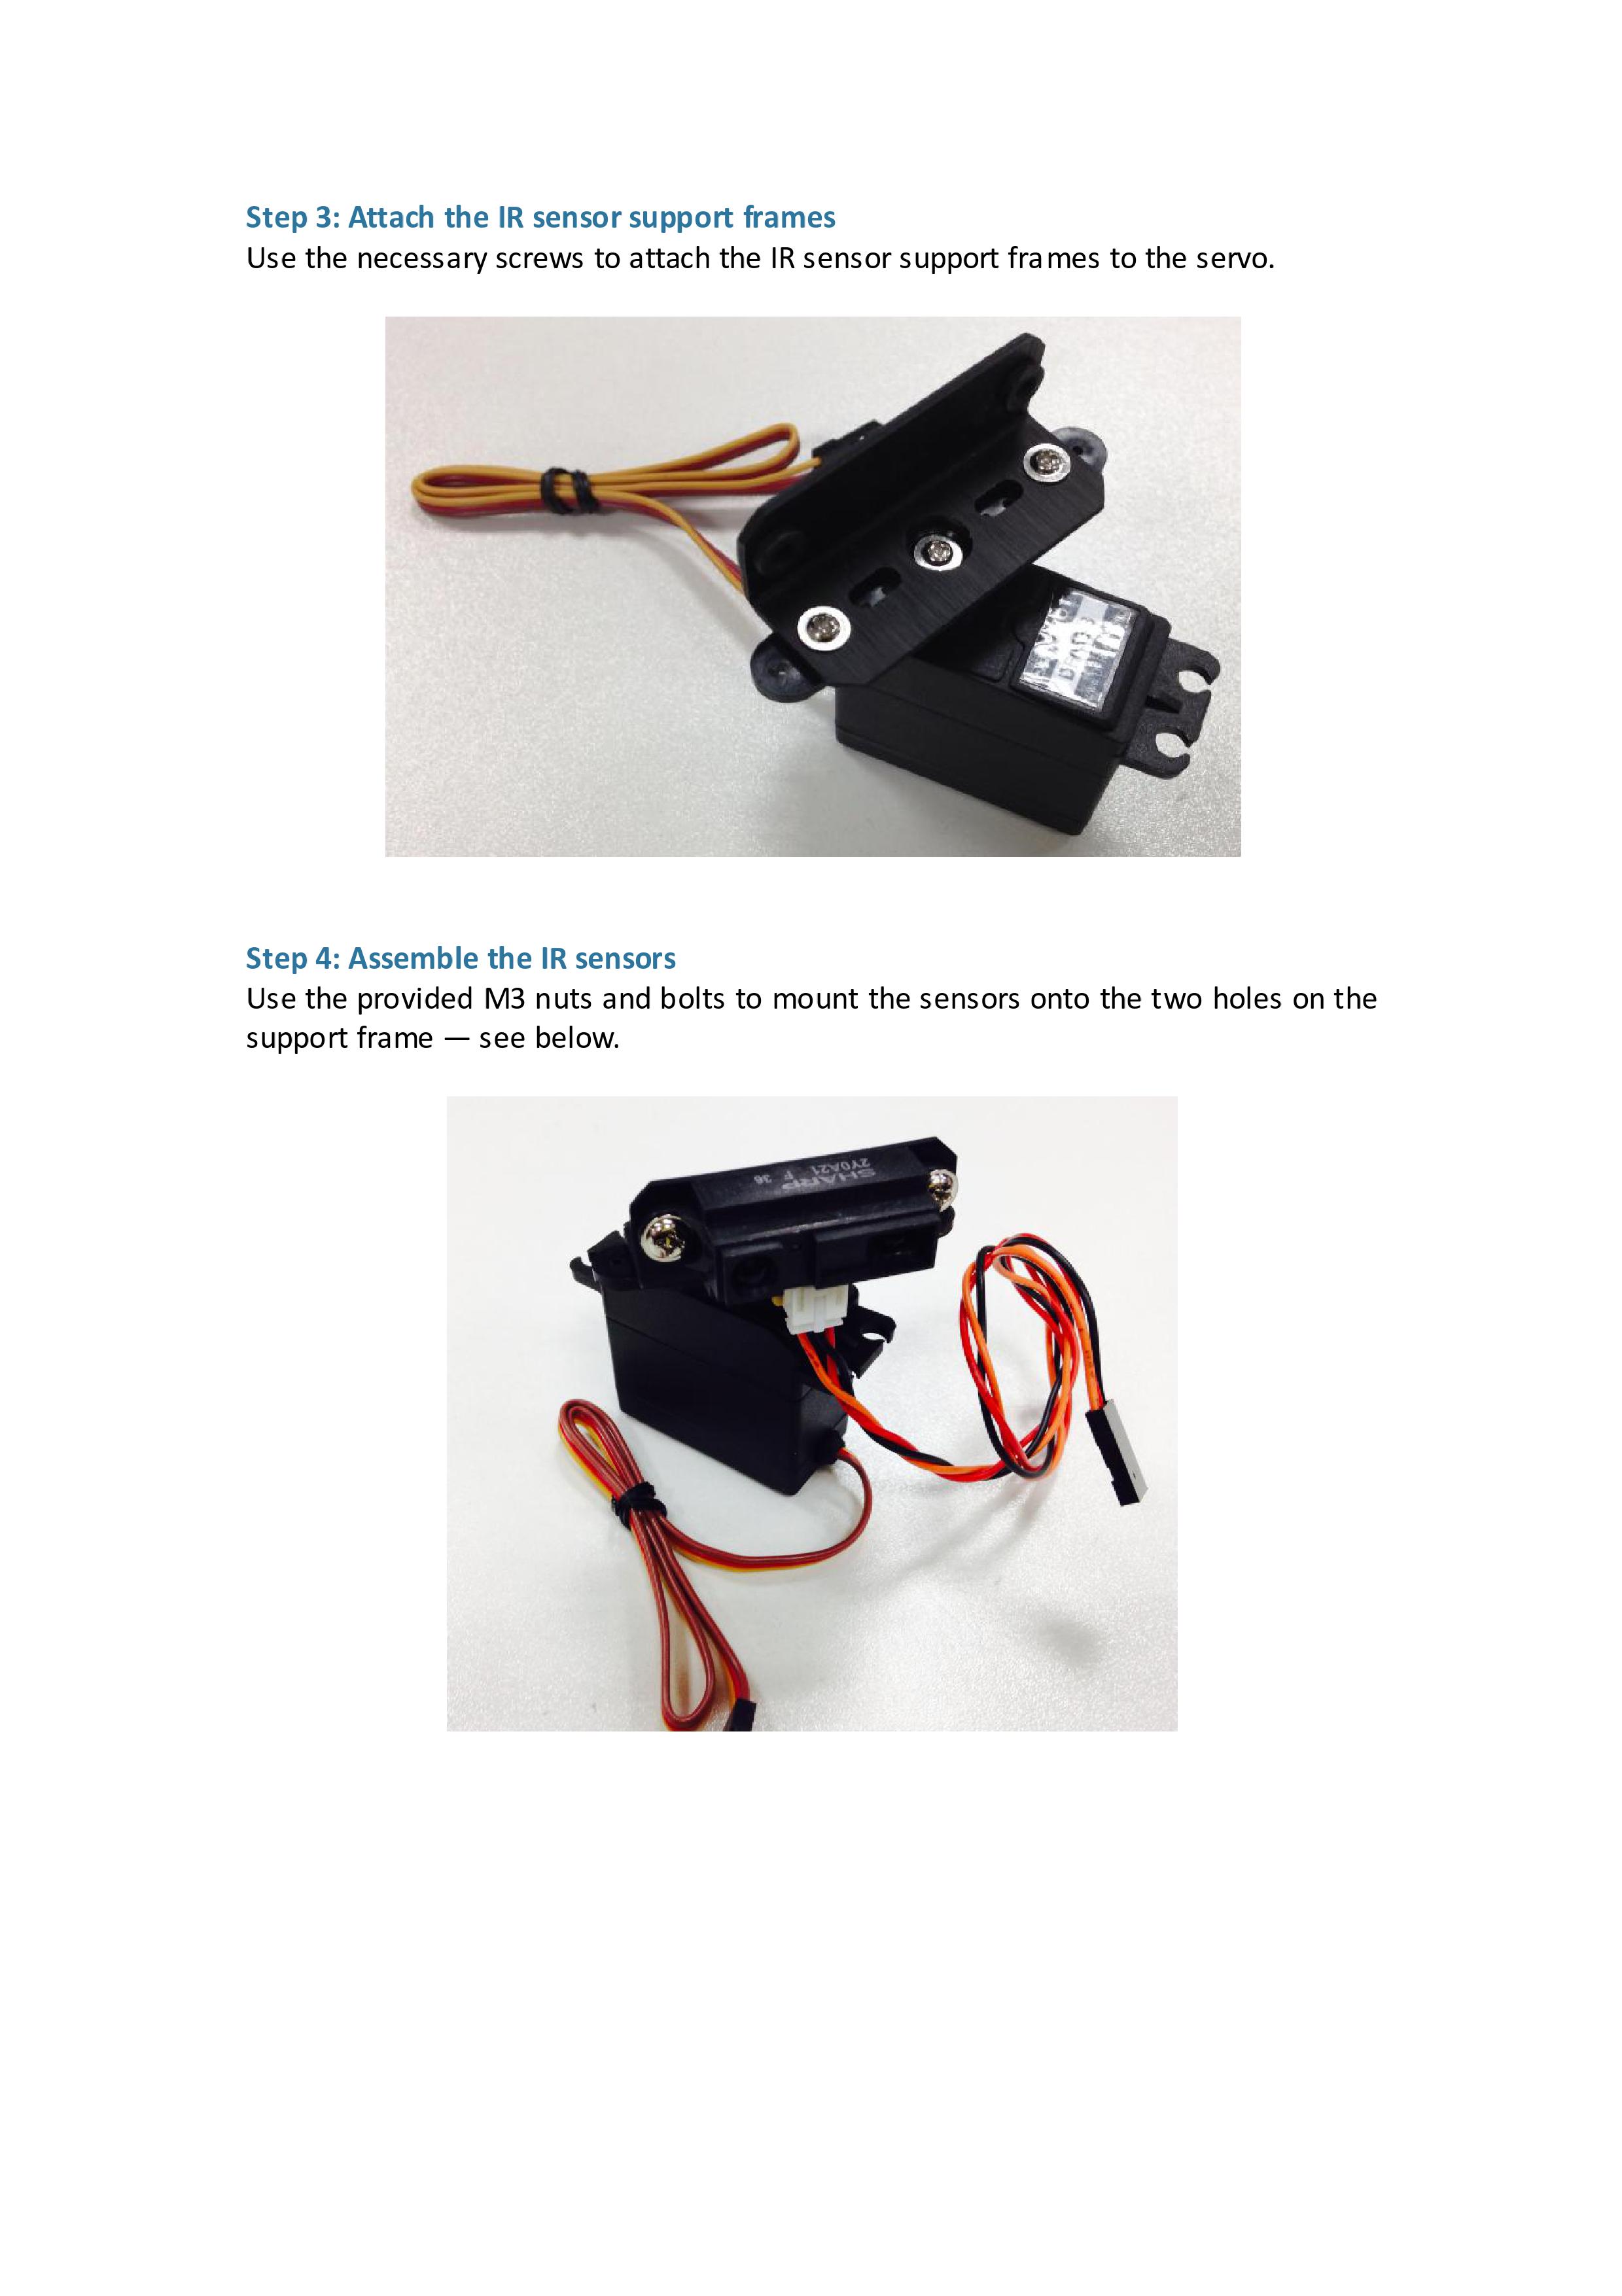 Step 3: Attach the IR sensor support frames
Use the necessary screws to attach the IR sensor support frames to the servo.
Step 4: Assemble the IR sensors
Use the provided M3 nuts and bolts to mount the sensors onto the two holes on the
support frame — see below.
SHARP
2Y0A21 F 36